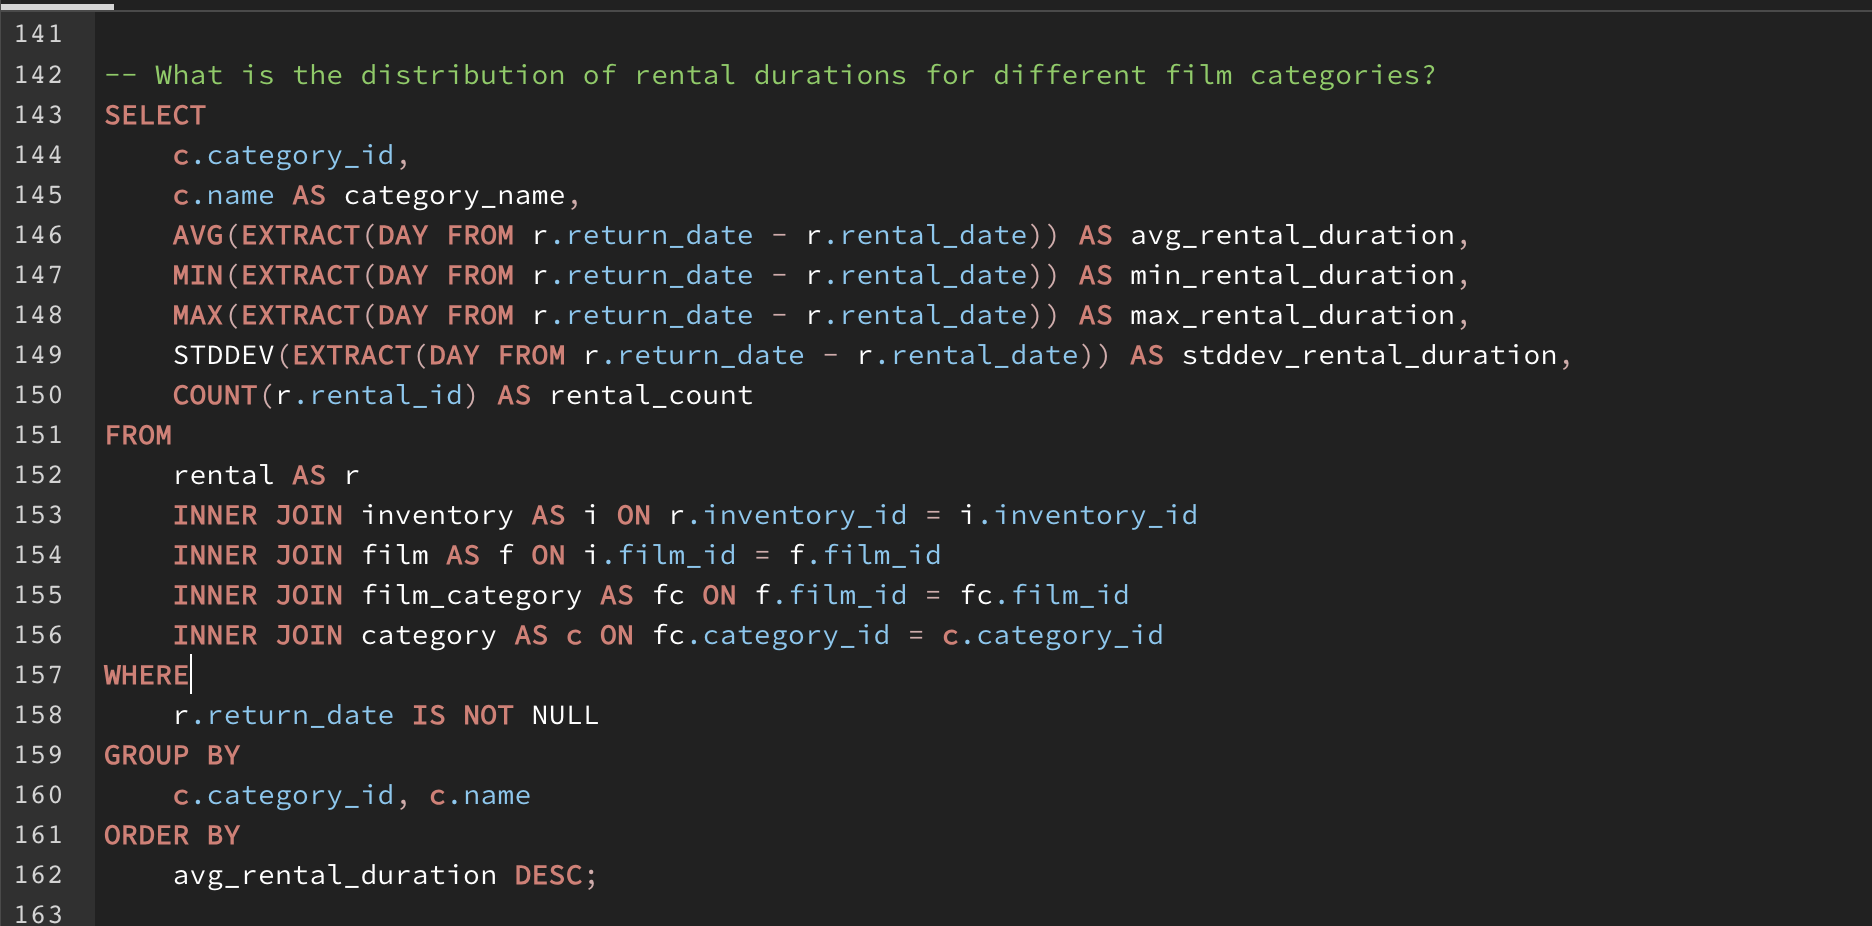 141
142 -- What is the distribution of rental durations for different film categories?
143 SELECT
144     c.category_id,
145     c.name AS category_name,
146     AVG(EXTRACT(DAY FROM r.return_date - r.rental_date)) AS avg_rental_duration,
147     MIN(EXTRACT(DAY FROM r.return_date - r.rental_date)) AS min_rental_duration,
148     MAX(EXTRACT(DAY FROM r.return_date - r.rental_date)) AS max_rental_duration,
149     STDDEV(EXTRACT(DAY FROM r.return_date - r.rental_date)) AS stddev_rental_duration,
150     COUNT(r.rental_id) AS rental_count
151 FROM
152     rental AS r
153     INNER JOIN inventory AS i ON r.inventory_id = i.inventory_id
154     INNER JOIN film AS f ON i.film_id = f.film_id
155     INNER JOIN film_category AS fc ON f.film_id = fc.film_id
156     INNER JOIN category AS c ON fc.category_id = c.category_id
157 WHERE
158     r.return_date IS NOT NULL
159 GROUP BY
160     c.category_id, c.name
161 ORDER BY
162     avg_rental_duration DESC;
163